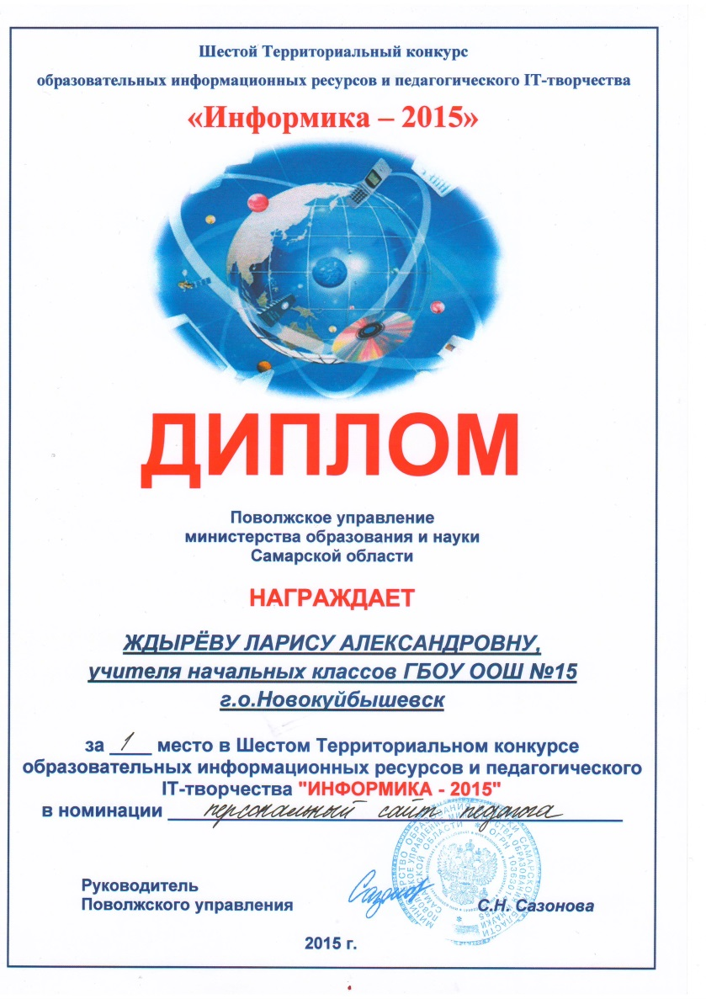 Шестой Территориальный конкурс
образовательных информационных ресурсов и педагогического IT-творчества
«Информика – 2015»
ДИПЛОМ
Поволжское управление
министерства образования и науки
Самарской области
НАГРАЖДАЕТ
ЖДЫРЁВУ ЛАРИСУ АЛЕКСАНДРОВНУ,
учителя начальных классов ГБОУ ООШ №15
г.о.Новокуйбышевск
за 1 место в Шестом Территориальном конкурсе
образовательных информационных ресурсов и педагогического
IT-творчества "ИНФОРМИКА - 2015"
в номинации персональный сайт педагога
Руководитель
Поволжского управления
С.Н. Сазонова
2015 г.